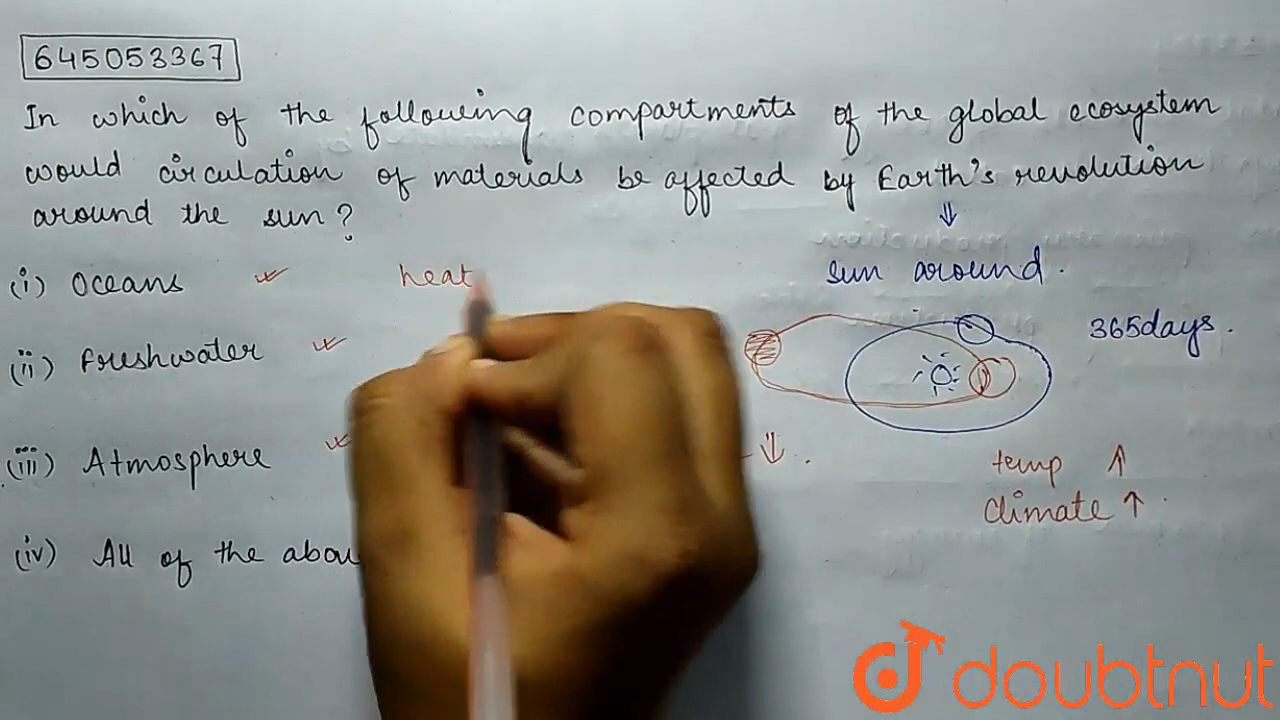 645053367
In which of the following compartments of the global ecosystem
would circulation of materials be affected by Earth's revolution
around the sun?
(i) Oceans
heat
sun around.
(ii) Freshwater
365days.
(iii) Atmosphere
temp ↑
climate ↑.
(iv) All of the
doubtnut